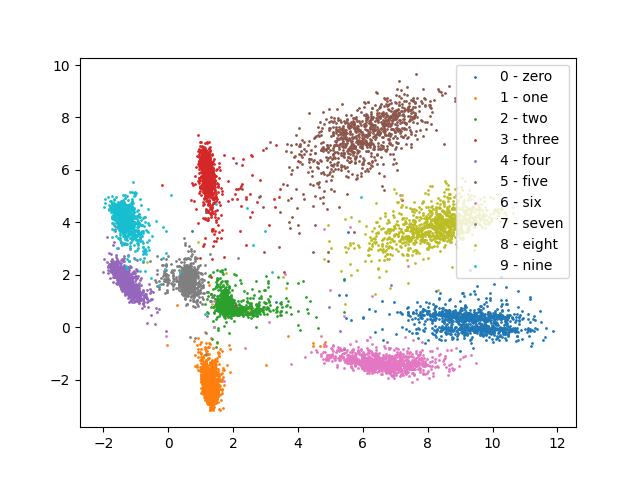 10
8
6
4
2
0
−2
−2
0
2
4
6
8
10
12
0 - zero
1 - one
2 - two
3 - three
4 - four
5 - five
6 - six
7 - seven
8 - eight
9 - nine